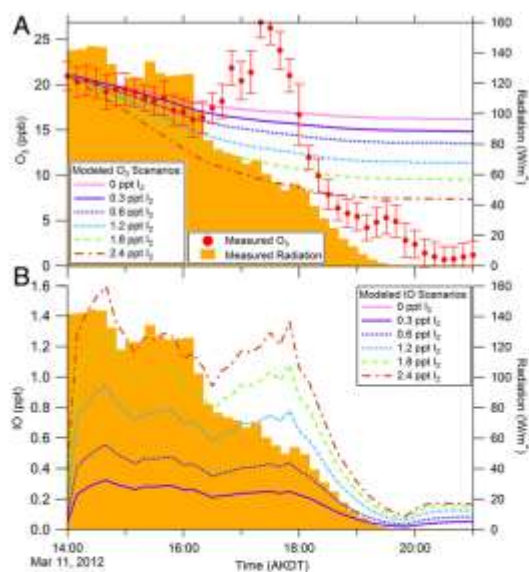 A
25
20
15
10
5
0
O₃ (ppb)
160
140
120
100
80
60
40
20
0
Radiation (W/m²)
Modeled O₃ Scenarios
0 ppt I₂
0.3 ppt I₂
0.6 ppt I₂
1.2 ppt I₂
1.8 ppt I₂
2.4 ppt I₂
Measured O₃
Measured Radiation
B
1.6
1.4
1.2
1.0
0.8
0.6
0.4
0.2
0.0
IO (ppt)
160
140
120
100
80
60
40
20
0
Radiation (W/m²)
Modeled IO Scenarios
0 ppt I₂
0.3 ppt I₂
0.6 ppt I₂
1.2 ppt I₂
1.8 ppt I₂
2.4 ppt I₂
14:00 16:00 18:00 20:00
Mar 11, 2012
Time (AKDT)